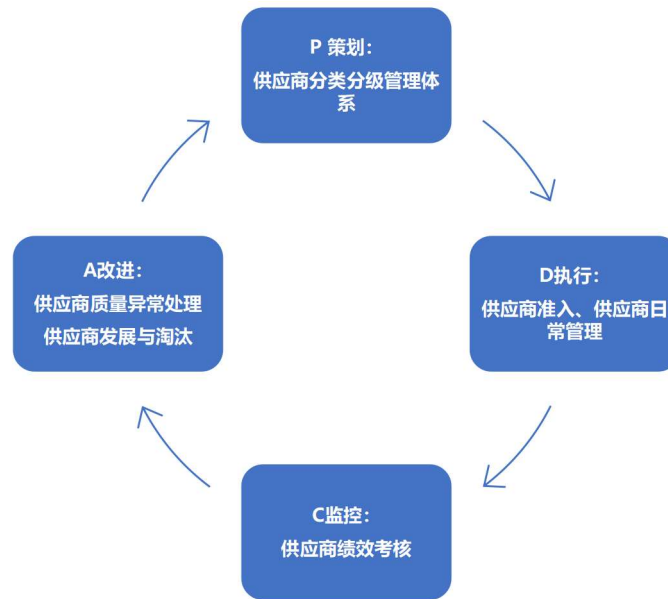 P 策划：
供应商分类分级管理体
系
D执行：
供应商准入、供应商日
常管理
C监控：
供应商绩效考核
A改进：
供应商质量异常处理
供应商发展与淘汰